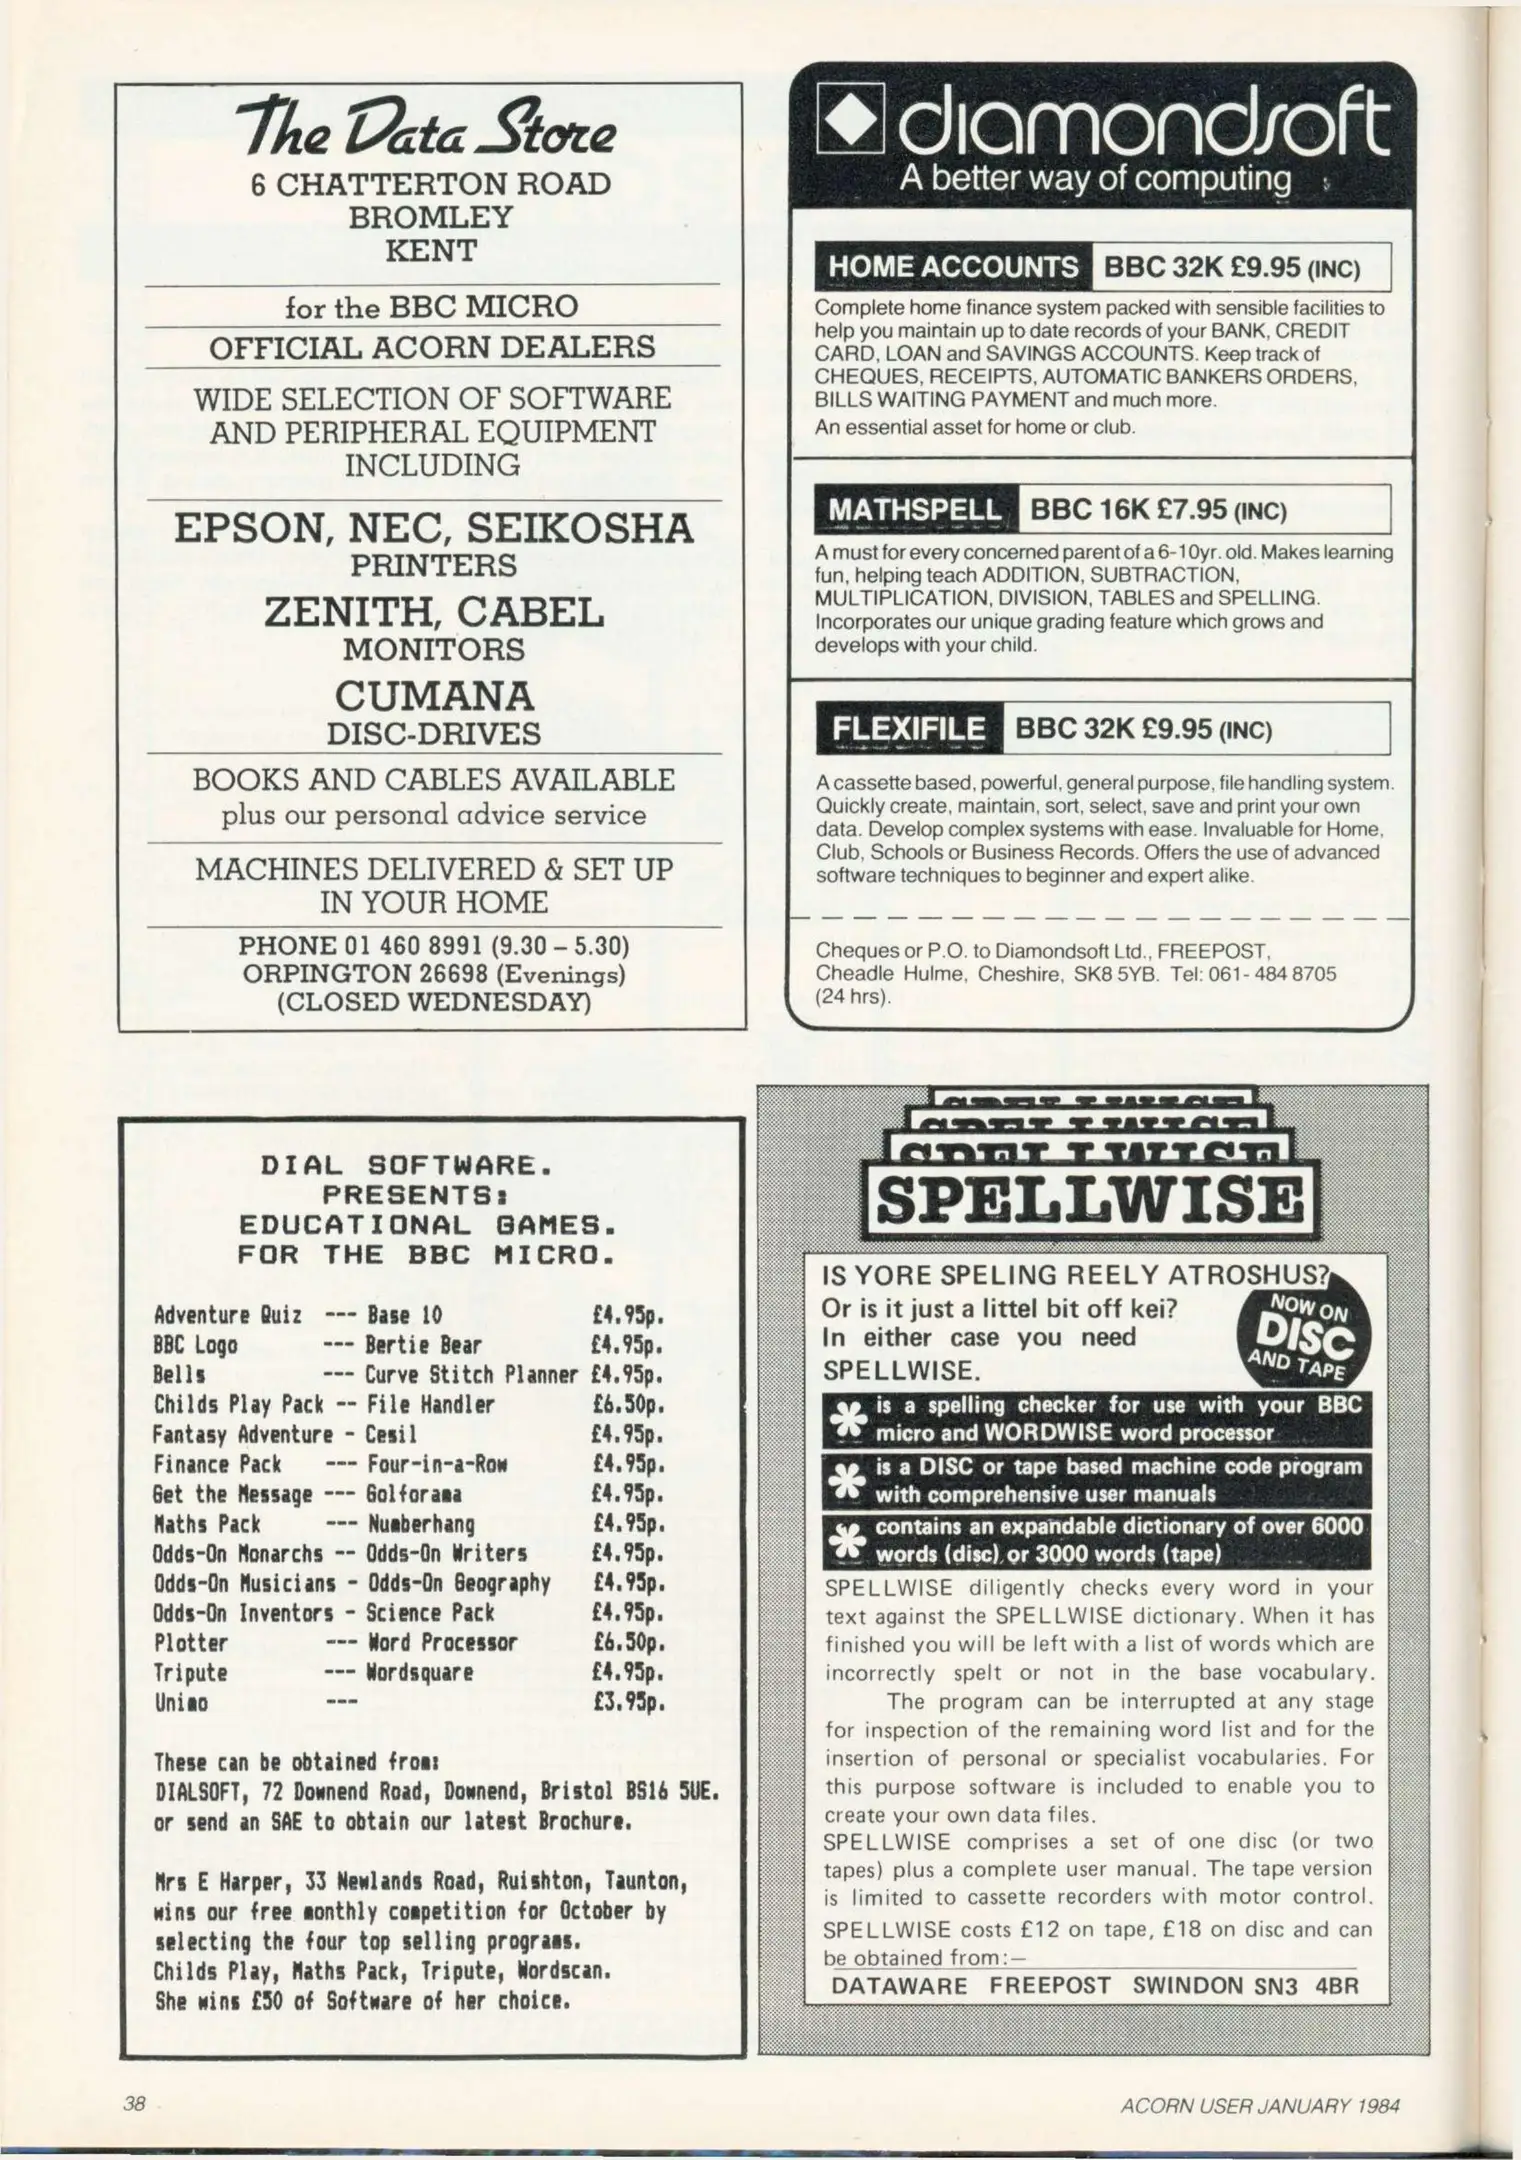 The Data Store
6 CHATTERTON ROAD
BROMLEY
KENT
for the BBC MICRO
OFFICIAL ACORN DEALERS
WIDE SELECTION OF SOFTWARE
AND PERIPHERAL EQUIPMENT
INCLUDING
EPSON, NEC, SEIKOSHA
PRINTERS
ZENITH, CABEL
MONITORS
CUMANA
DISC-DRIVES
BOOKS AND CABLES AVAILABLE
plus our personal advice service
MACHINES DELIVERED & SET UP
IN YOUR HOME
PHONE 01 460 8991 (9.30 – 5.30)
ORPINGTON 26698 (Evenings)
(CLOSED WEDNESDAY)
diamondsoft
A better way of computing
HOME ACCOUNTS BBC 32K £9.95 (INC)
Complete home finance system packed with sensible facilities to
help you maintain up to date records of your BANK, CREDIT
CARD, LOAN and SAVINGS ACCOUNTS. Keep track of
CHEQUES, RECEIPTS, AUTOMATIC BANKERS ORDERS,
BILLS WAITING PAYMENT and much more.
An essential asset for home or club.
MATHSPELL BBC 16K £7.95 (INC)
A must for every concerned parent of a 6-10yr. old. Makes learning
fun, helping teach ADDITION, SUBTRACTION,
MULTIPLICATION, DIVISION, TABLES and SPELLING.
Incorporates our unique grading feature which grows and
develops with your child.
FLEXIFILE BBC 32K £9.95 (INC)
A cassette based, powerful, general purpose, file handling system.
Quickly create, maintain, sort, select, save and print your own
data. Develop complex systems with ease. Invaluable for Home,
Club, Schools or Business Records. Offers the use of advanced
software techniques to beginner and expert alike.
Cheques or P.O. to Diamondsoft Ltd., FREEPOST,
Cheadle Hulme, Cheshire, SK8 5YB. Tel: 061- 484 8705
(24 hrs).
DIAL SOFTWARE.
PRESENTS:
EDUCATIONAL GAMES.
FOR THE BBC MICRO.
Adventure Quiz --- Base 10 £4.95p.
BBC Logo --- Bertie Bear £4.95p.
Bells --- Curve Stitch Planner £4.95p.
Childs Play Pack -- File Handler £6.50p.
Fantasy Adventure - Cesil £4.95p.
Finance Pack --- Four-in-a-Row £4.95p.
Get the Message --- Golforama £4.95p.
Maths Pack --- Numberhang £4.95p.
Odds-On Monarchs -- Odds-On Writers £4.95p.
Odds-On Musicians - Odds-On Geography £4.95p.
Odds-On Inventors - Science Pack £4.95p.
Plotter --- Word Processor £6.50p.
Tripute --- Wordsquare £4.95p.
Unimo --- £3.95p.
These can be obtained from:
DIALSOFT, 72 Downend Road, Downend, Bristol BS16 5UE.
or send an SAE to obtain our latest Brochure.
Mrs E Harper, 33 Newlands Road, Ruishton, Taunton,
wins our free monthly competition for October by
selecting the four top selling programs.
Childs Play, Maths Pack, Tripute, Wordscan.
She wins £50 of Software of her choice.
SPELLWISE
SPELLWISE
SPELLWISE
SPELLWISE
IS YORE SPELING REELY ATROSHUS?
Or is it just a littel bit off kei?
In either case you need
SPELLWISE.
NOW ON
DISC
AND TAPE
* is a spelling checker for use with your BBC
micro and WORDWISE word processor
* is a DISC or tape based machine code program
with comprehensive user manuals
* contains an expandable dictionary of over 6000
words (disc) or 3000 words (tape)
SPELLWISE diligently checks every word in your
text against the SPELLWISE dictionary. When it has
finished you will be left with a list of words which are
incorrectly spelt or not in the base vocabulary.
The program can be interrupted at any stage
for inspection of the remaining word list and for the
insertion of personal or specialist vocabularies. For
this purpose software is included to enable you to
create your own data files.
SPELLWISE comprises a set of one disc (or two
tapes) plus a complete user manual. The tape version
is limited to cassette recorders with motor control.
SPELLWISE costs £12 on tape, £18 on disc and can
be obtained from:—
DATAWARE FREEPOST SWINDON SN3 4BR
38
ACORN USER JANUARY 1984